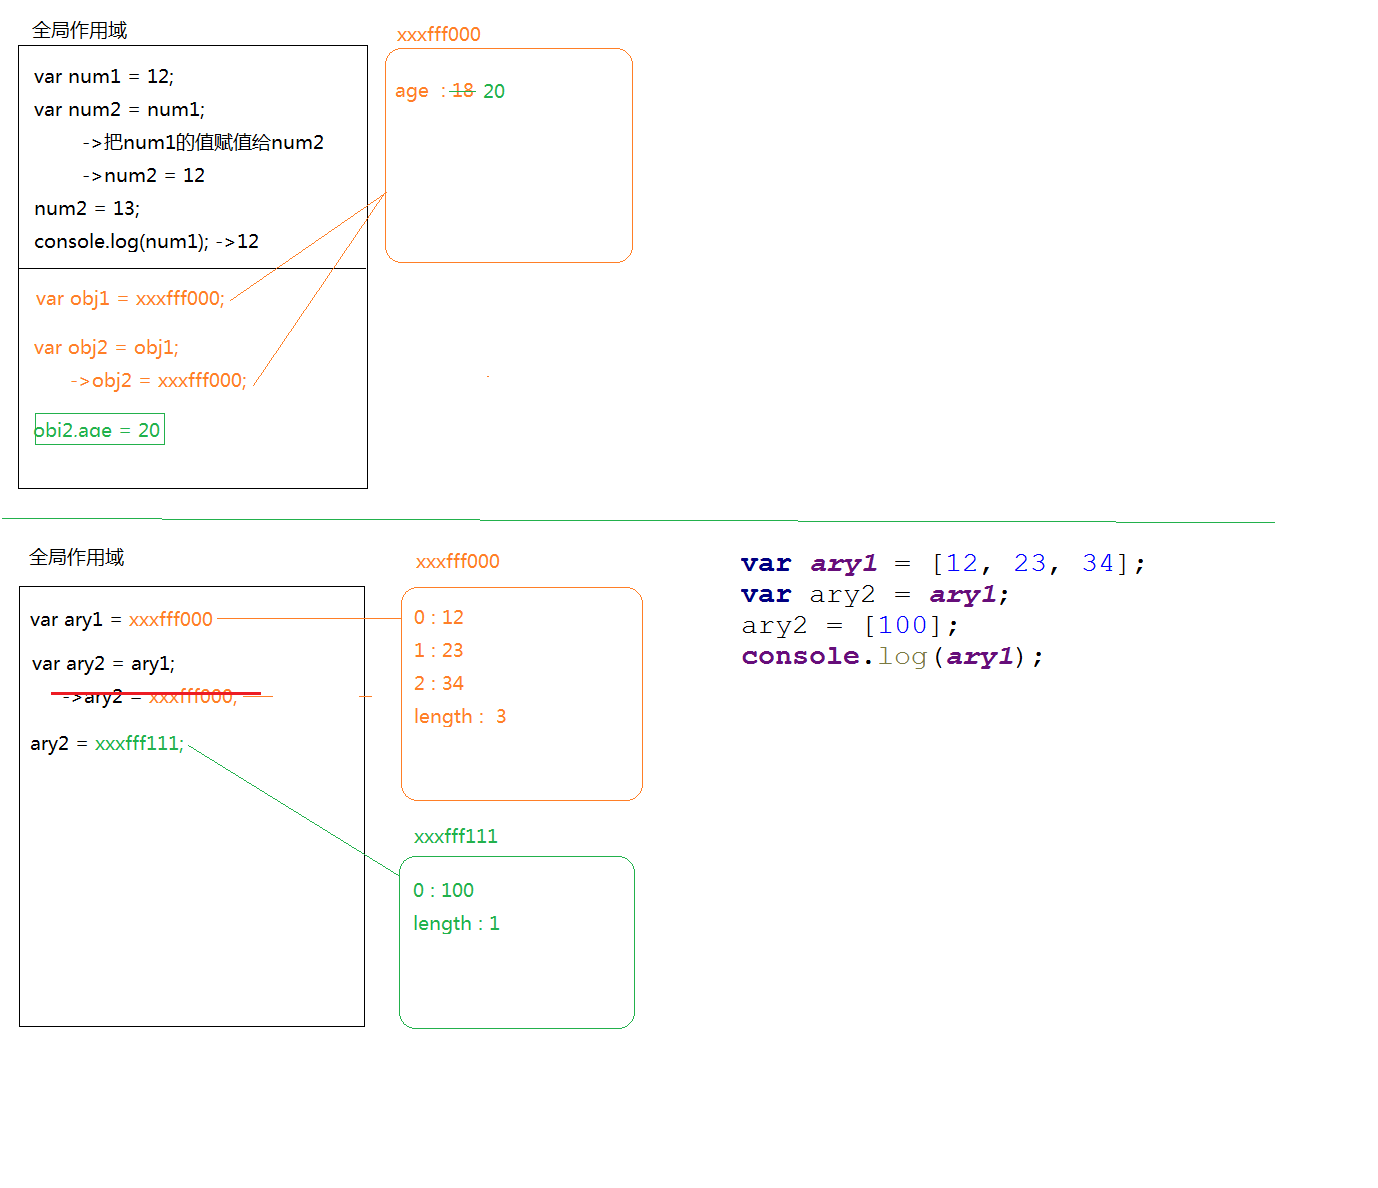 全局作用域
var num1 = 12;
var num2 = num1;
->把num1的值赋值给num2
->num2 = 12
num2 = 13;
console.log(num1); ->12
var obj1 = xxxfff000;
var obj2 = obj1;
->obj2 = xxxfff000;
obj2.age = 20
xxxfff000
age : 18 20
全局作用域
var ary1 = xxxfff000
var ary2 = ary1;
->ary2 = xxxfff000;
ary2 = xxxfff111;
xxxfff000
0 : 12
1 : 23
2 : 34
length : 3
xxxfff111
0 : 100
length : 1
var ary1 = [12, 23, 34];
var ary2 = ary1;
ary2 = [100];
console.log(ary1);